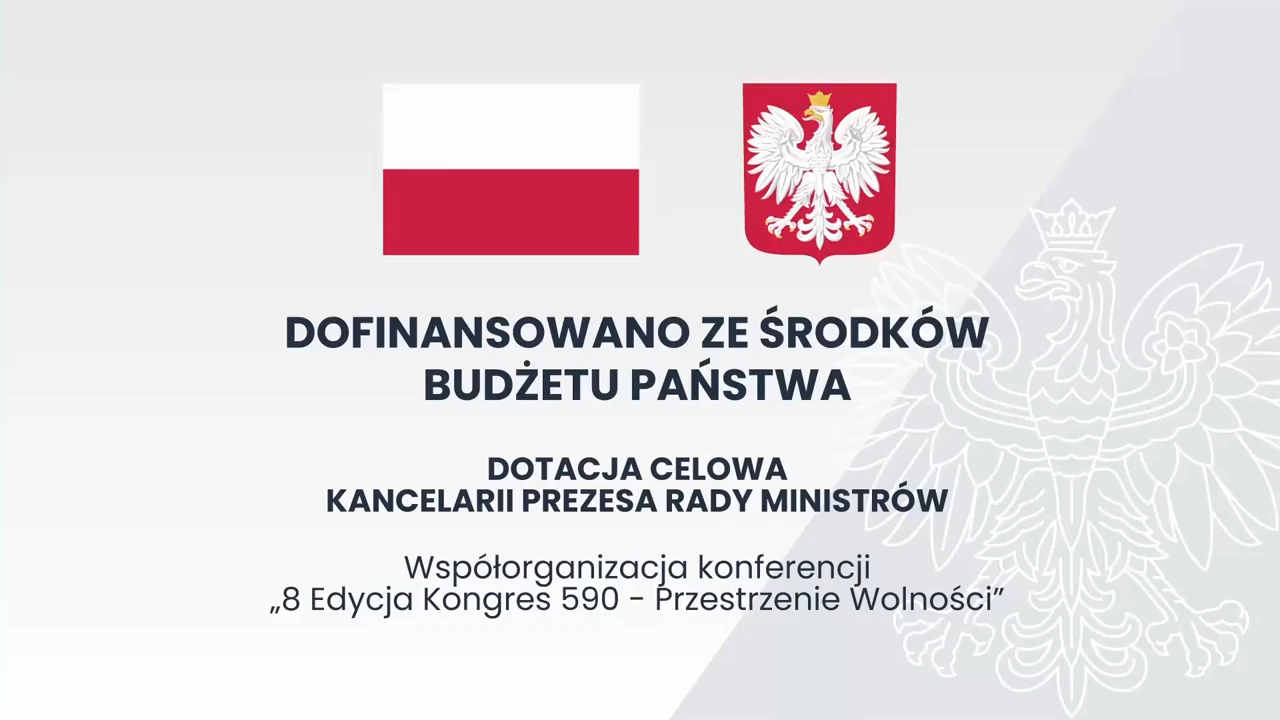 DOFINANSOWANO ZE ŚRODKÓW
BUDŻETU PAŃSTWA
DOTACJA CELOWA
KANCELARII PREZESA RADY MINISTRÓW
Współorganizacja konferencji
„8 Edycja Kongres 590 - Przestrzenie Wolności”